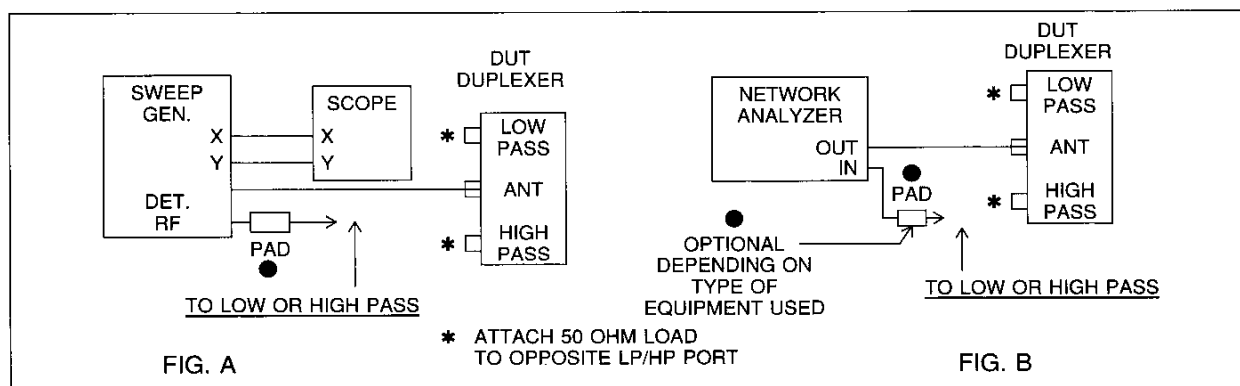 SWEEP
GEN.
X
Y
DET.
RF
PAD
●
TO LOW OR HIGH PASS
FIG. A
SCOPE
X
Y
DUT
DUPLEXER
* LOW
PASS
ANT
* HIGH
PASS
* ATTACH 50 OHM LOAD
TO OPPOSITE LP/HP PORT
NETWORK
ANALYZER
OUT
IN
●
PAD
●
OPTIONAL
DEPENDING ON
TYPE OF
EQUIPMENT USED
DUT
DUPLEXER
* LOW
PASS
ANT
* HIGH
PASS
TO LOW OR HIGH PASS
FIG. B